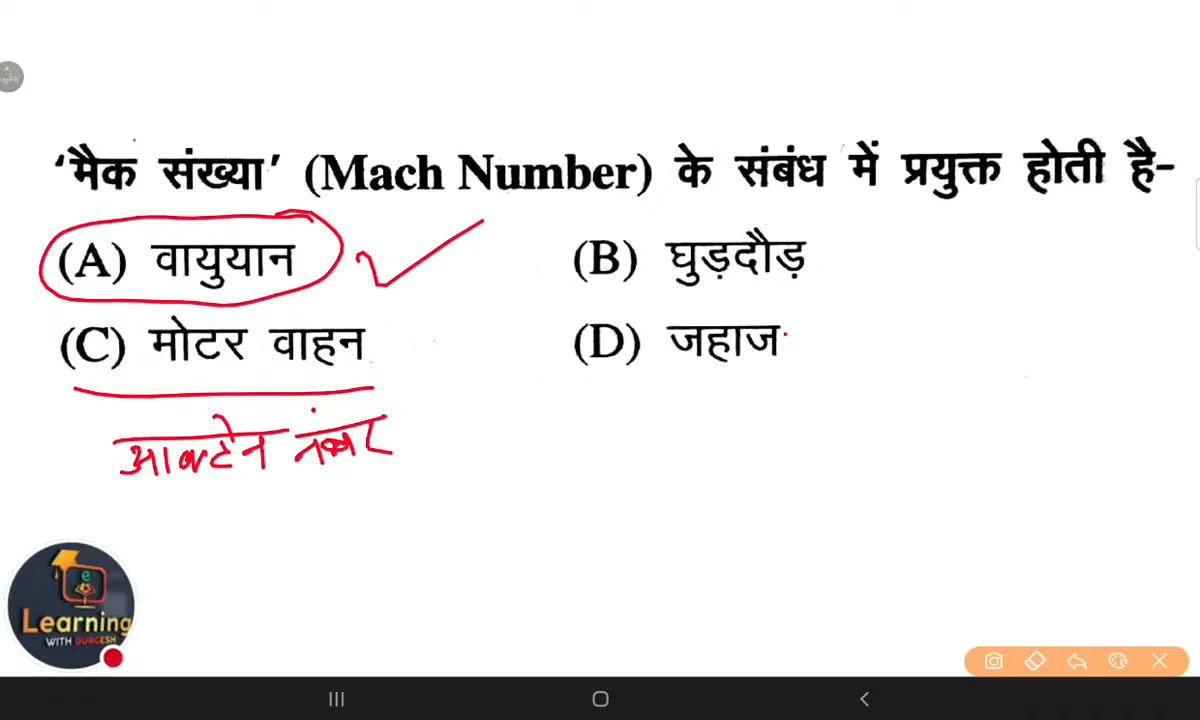 ‘मैक संख्या’ (Mach Number) के संबंध में प्रयुक्त होती है-
(A) वायुयान
(B) घुड़दौड़
(C) मोटर वाहन
(D) जहाज
आक्टेन नंबर
e
Learning
WITH DURGESH